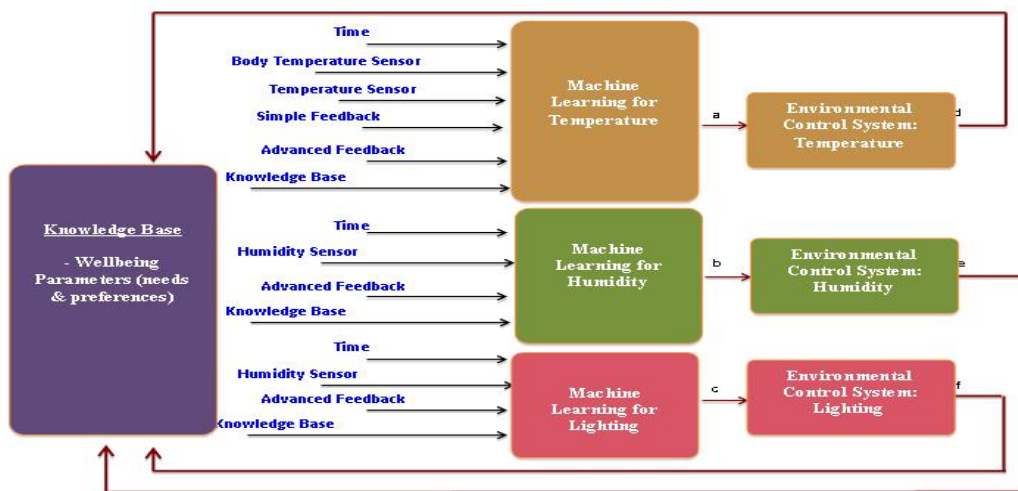 Time
Body Temperature Sensor
Temperature Sensor
Simple Feedback
Advanced Feedback
Knowledge Base
Machine
Learning for
Temperature
a
Environmental
Control System:
Temperature
d
Knowledge Base
- Wellbeing
Parameters (needs
& preferences)
Time
Humidity Sensor
Advanced Feedback
Knowledge Base
Machine
Learning for
Humidity
b
Environmental
Control System:
Humidity
e
Time
Humidity Sensor
Advanced Feedback
Knowledge Base
Machine
Learning for
Lighting
c
Environmental
Control System:
Lighting
f